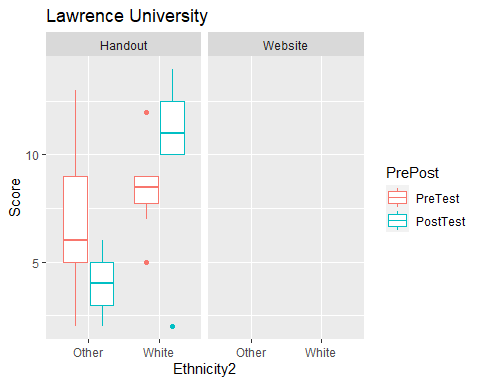 Lawrence University
Handout Website
Score
10
5
PrePost
PreTest
PostTest
Other White Other White
Ethnicity2